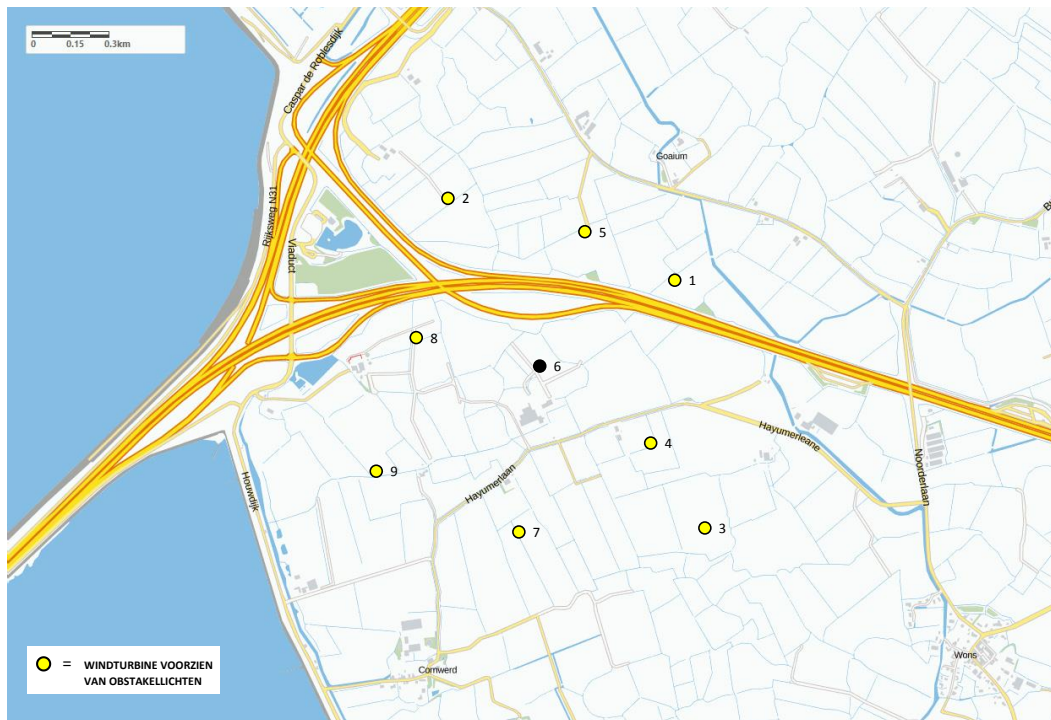 0 0.15 0.3km
Caspar de Roblesdijk
Goaium
2
Rijksweg N31
5
Viaduct
1
8
6
4
Hayumerleane
9
Hayumerlaan
Noorderlaan
Houwdijk
7
3
Wons
Cornwerd
= WINDTURBINE VOORZIEN
VAN OBSTAKELLICHTEN